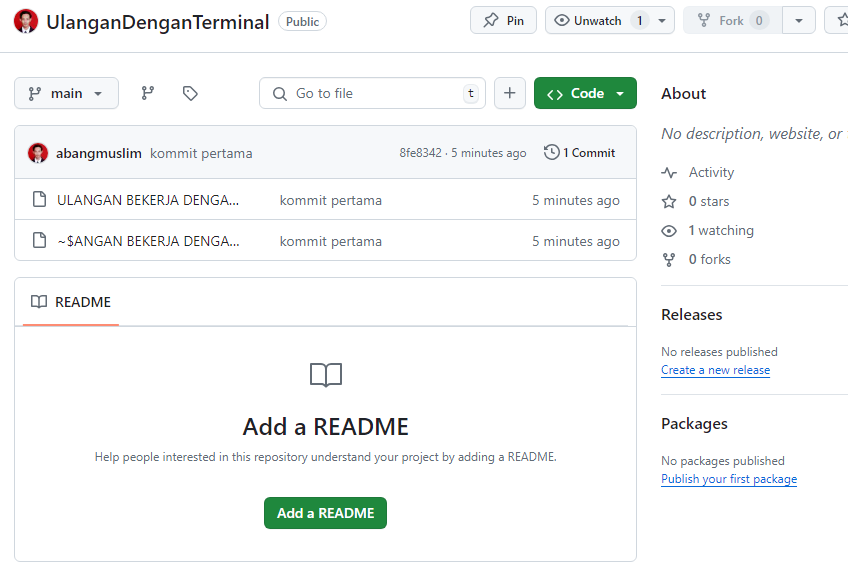 UlanganDenganTerminal Public Pin Unwatch 1 Fork 0
main Go to file t Code
abangmuslim kommit pertama 8fe8342 · 5 minutes ago 1 Commit
ULANGAN BEKERJA DENGA... kommit pertama 5 minutes ago
~$ANGAN BEKERJA DENGA... kommit pertama 5 minutes ago
README
Add a README
Help people interested in this repository understand your project by adding a README.
Add a README
About
No description, website, or
Activity
0 stars
1 watching
0 forks
Releases
No releases published
Create a new release
Packages
No packages published
Publish your first package